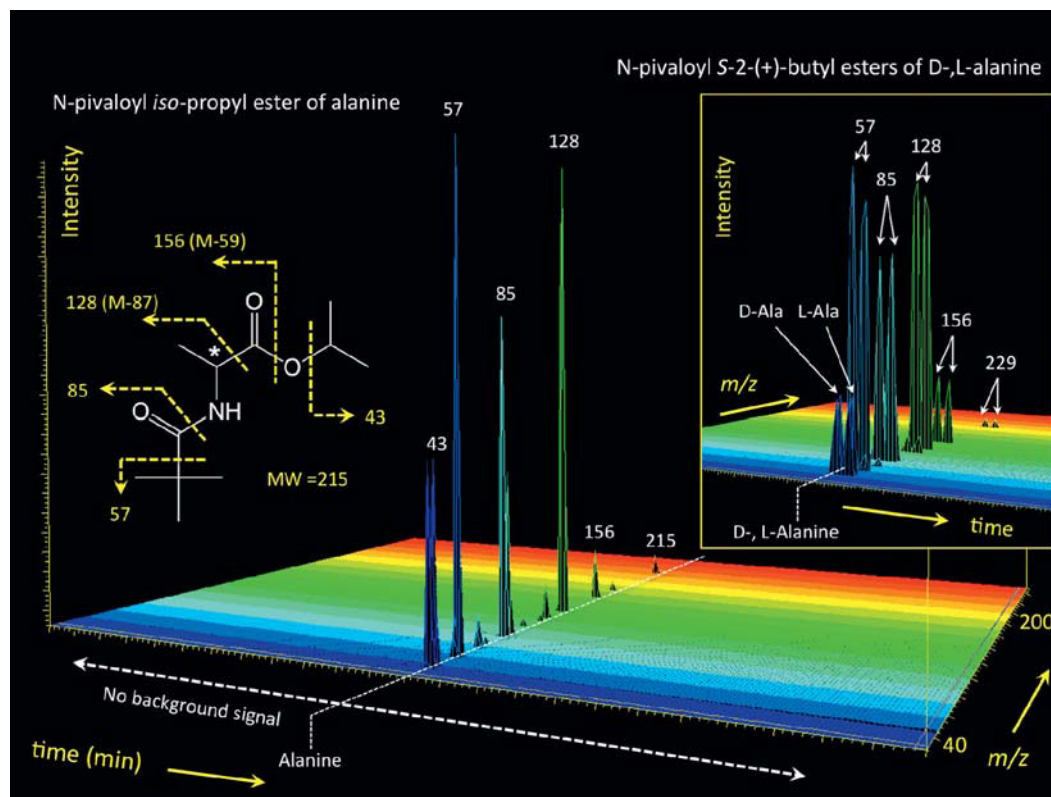 N-pivaloyl S-2-(+)-butyl esters of D-,L-alanine
N-pivaloyl iso-propyl ester of alanine
57
128
Intensity
156 (M-59)
128 (M-87)
O
*
O
85
NH
O
43
MW =215
57
43
85
156
215
Intensity
57
128
85
D-Ala
L-Ala
156
229
m/z
time
D-, L-Alanine
200
40
m/z
No background signal
Alanine
time (min)